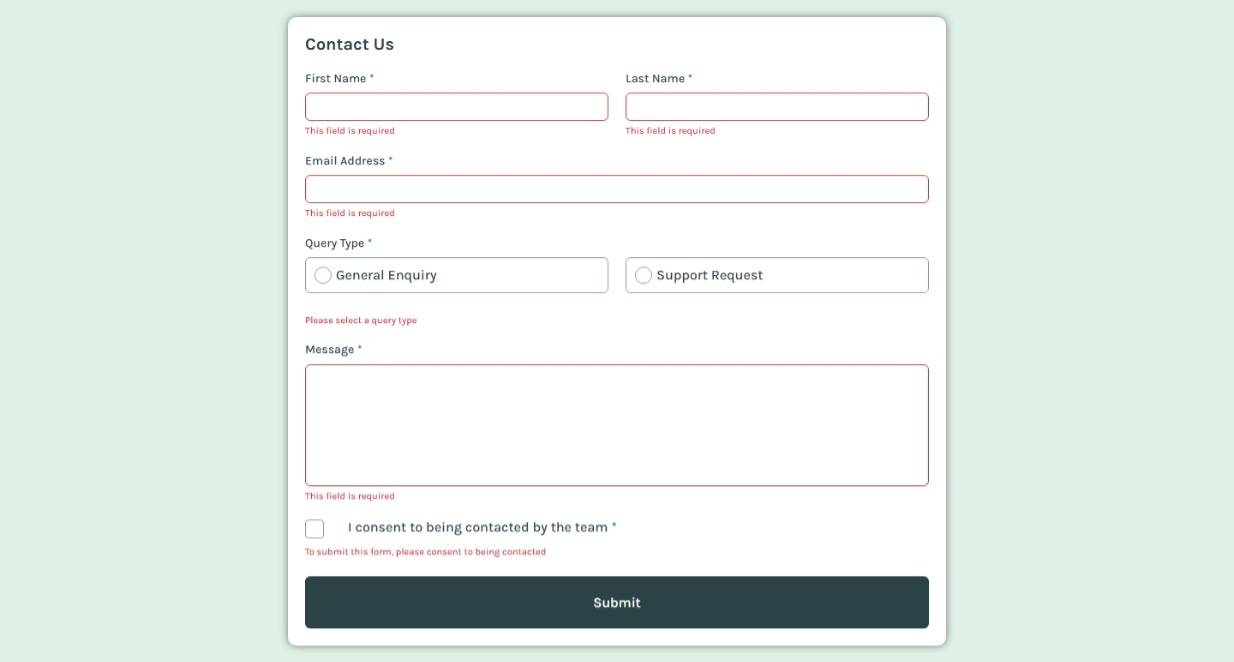 Contact Us
First Name *
Last Name *
This field is required
This field is required
Email Address *
This field is required
Query Type *
General Enquiry
Support Request
Please select a query type
Message *
This field is required
I consent to being contacted by the team *
To submit this form, please consent to being contacted
Submit